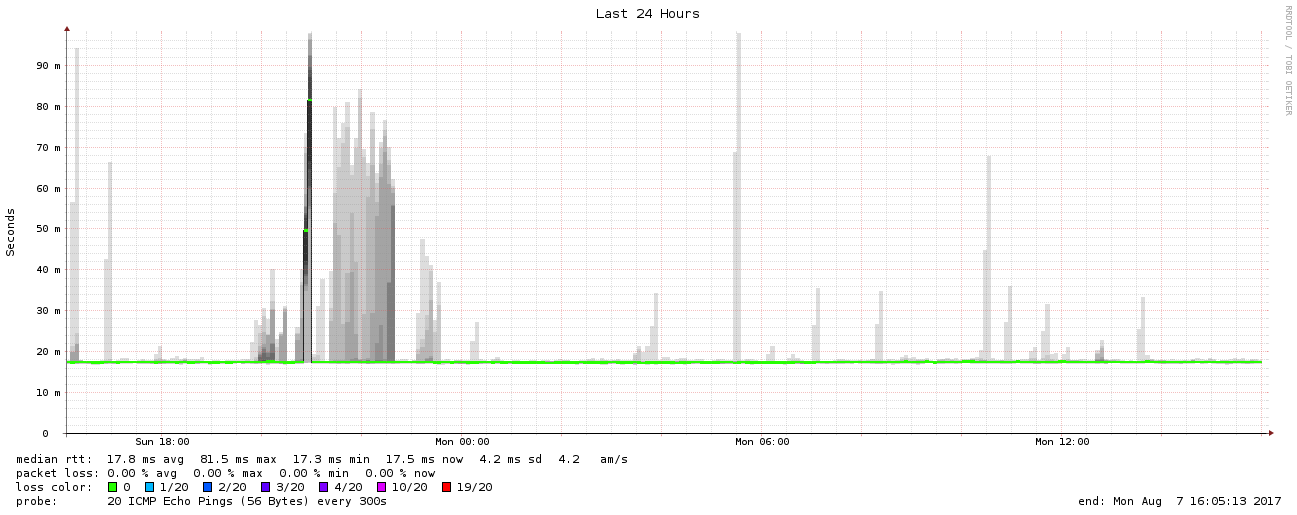 Last 24 Hours
RRDTOOL / TOBI OETIKER
Seconds
90 m
80 m
70 m
60 m
50 m
40 m
30 m
20 m
10 m
0
Sun 18:00 Mon 00:00 Mon 06:00 Mon 12:00
median rtt: 17.8 ms avg 81.5 ms max 17.3 ms min 17.5 ms now 4.2 ms sd 4.2 am/s
packet loss: 0.00 % avg 0.00 % max 0.00 % min 0.00 % now
loss color: 0 1/20 2/20 3/20 4/20 10/20 19/20
probe: 20 ICMP Echo Pings (56 Bytes) every 300s end: Mon Aug 7 16:05:13 2017